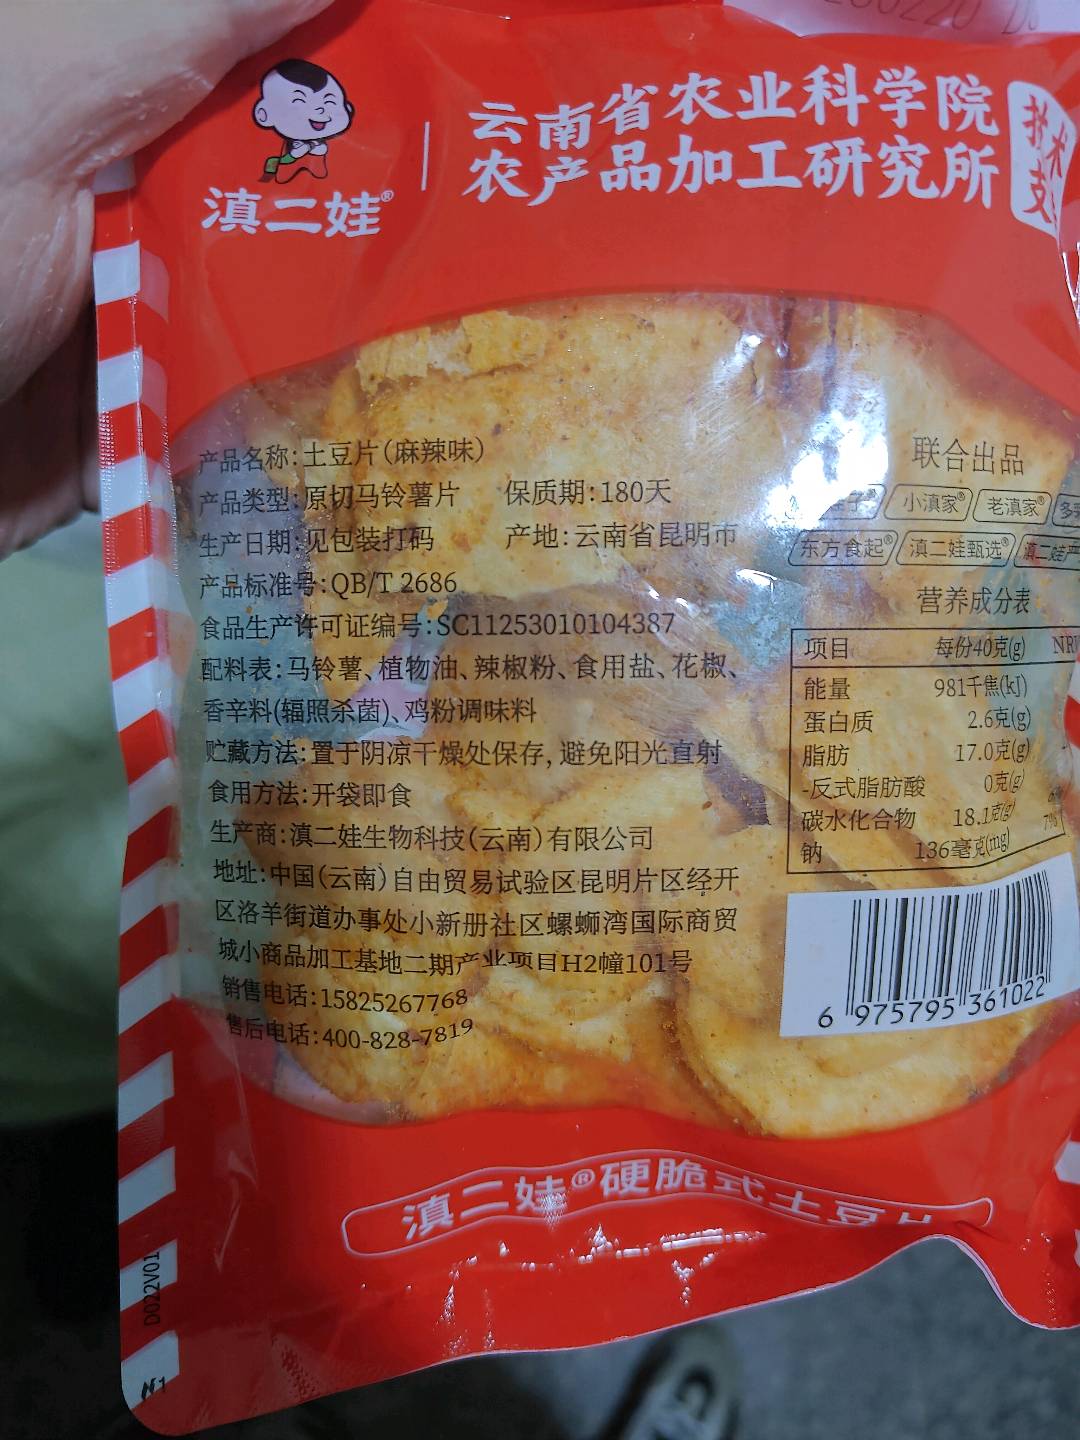 滇二娃®
云南省农业科学院
农产品加工研究所
产品名称:土豆片(麻辣味)
产品类型:原切马铃薯片 保质期:180天
生产日期:见包装打码 产地:云南省昆明市
产品标准号:QB/T 2686
食品生产许可证编号:SC11253010104387
配料表:马铃薯、植物油、辣椒粉、食用盐、花椒、
香辛料(辐照杀菌)、鸡粉调味料
贮藏方法:置于阴凉干燥处保存,避免阳光直射
食用方法:开袋即食
生产商:滇二娃生物科技(云南)有限公司
地址:中国(云南)自由贸易试验区昆明片区经开
区洛羊街道办事处小新册社区螺蛳湾国际商贸
城小商品加工基地二期产业项目H2幢101号
销售电话:15825267768
售后电话:400-828-7819
联合出品
小滇家® 老滇家®
东方食起® 滇二娃甄选®
营养成分表
项目 每份40克(g)
能量 981千焦(kJ)
蛋白质 2.6克(g)
脂肪 17.0克(g)
-反式脂肪酸 0克(g)
碳水化合物 18.1克(g)
钠 136毫克(mg) 7%
6 975795 361022
滇二娃®硬脆式土豆片
D022V01